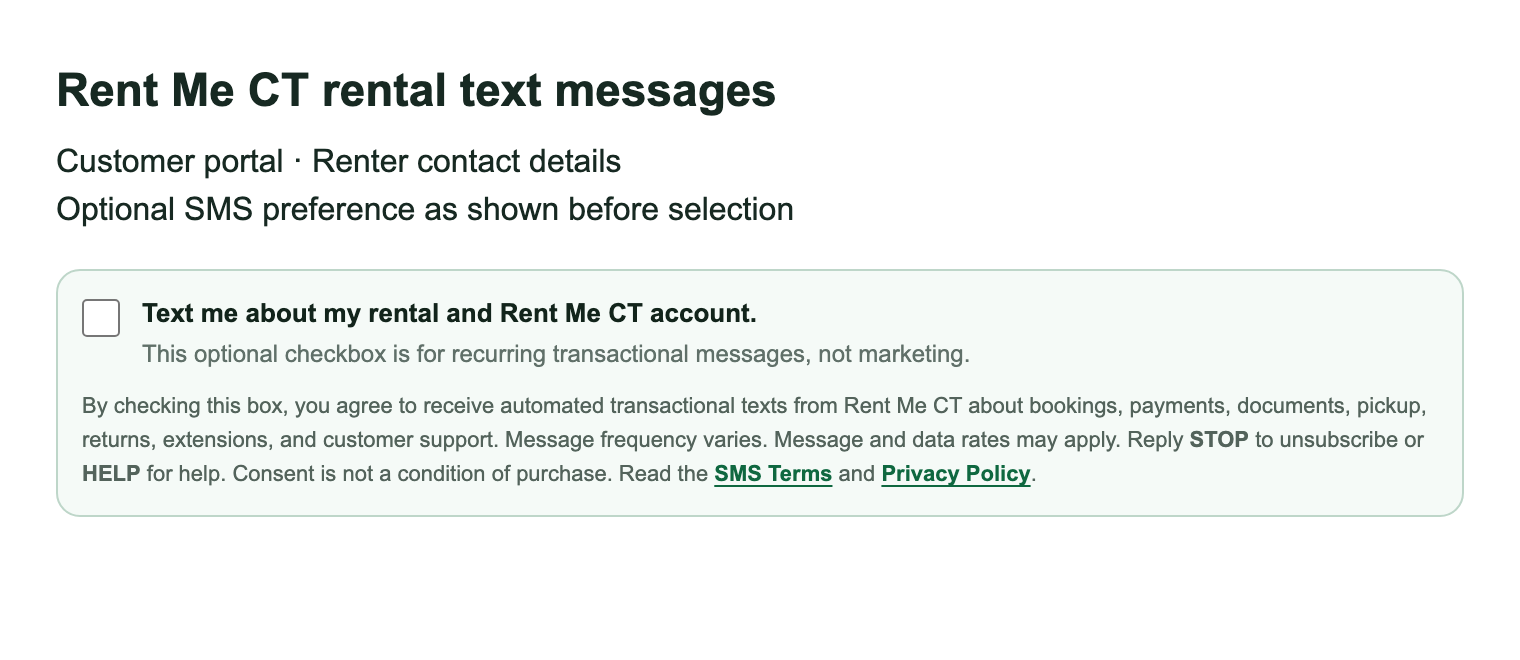 Rent Me CT rental text messages
Customer portal · Renter contact details
Optional SMS preference as shown before selection
Text me about my rental and Rent Me CT account.
This optional checkbox is for recurring transactional messages, not marketing.
By checking this box, you agree to receive automated transactional texts from Rent Me CT about bookings, payments, documents, pickup,
returns, extensions, and customer support. Message frequency varies. Message and data rates may apply. Reply STOP to unsubscribe or
HELP for help. Consent is not a condition of purchase. Read the SMS Terms and Privacy Policy.